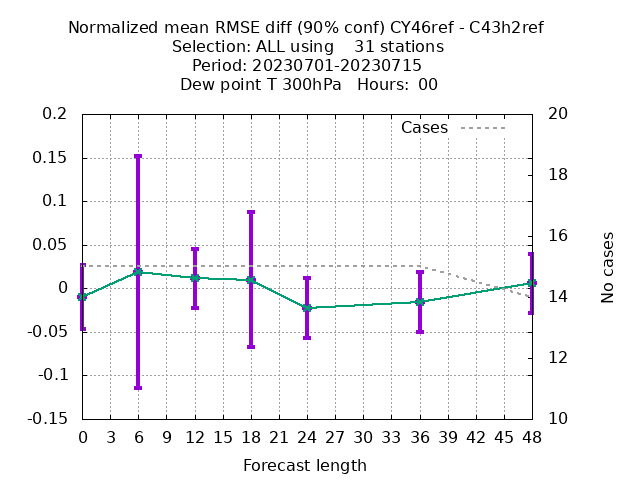 Normalized mean RMSE diff (90% conf) CY46ref - C43h2ref
Selection: ALL using    31 stations
Period: 20230701-20230715
Dew point T 300hPa   Hours:  00
Cases
0.2
0.15
0.1
0.05
0
-0.05
-0.1
-0.15
20
18
16
14
12
10
No cases
0 3 6 9 12 15 18 21 24 27 30 33 36 39 42 45 48
Forecast length